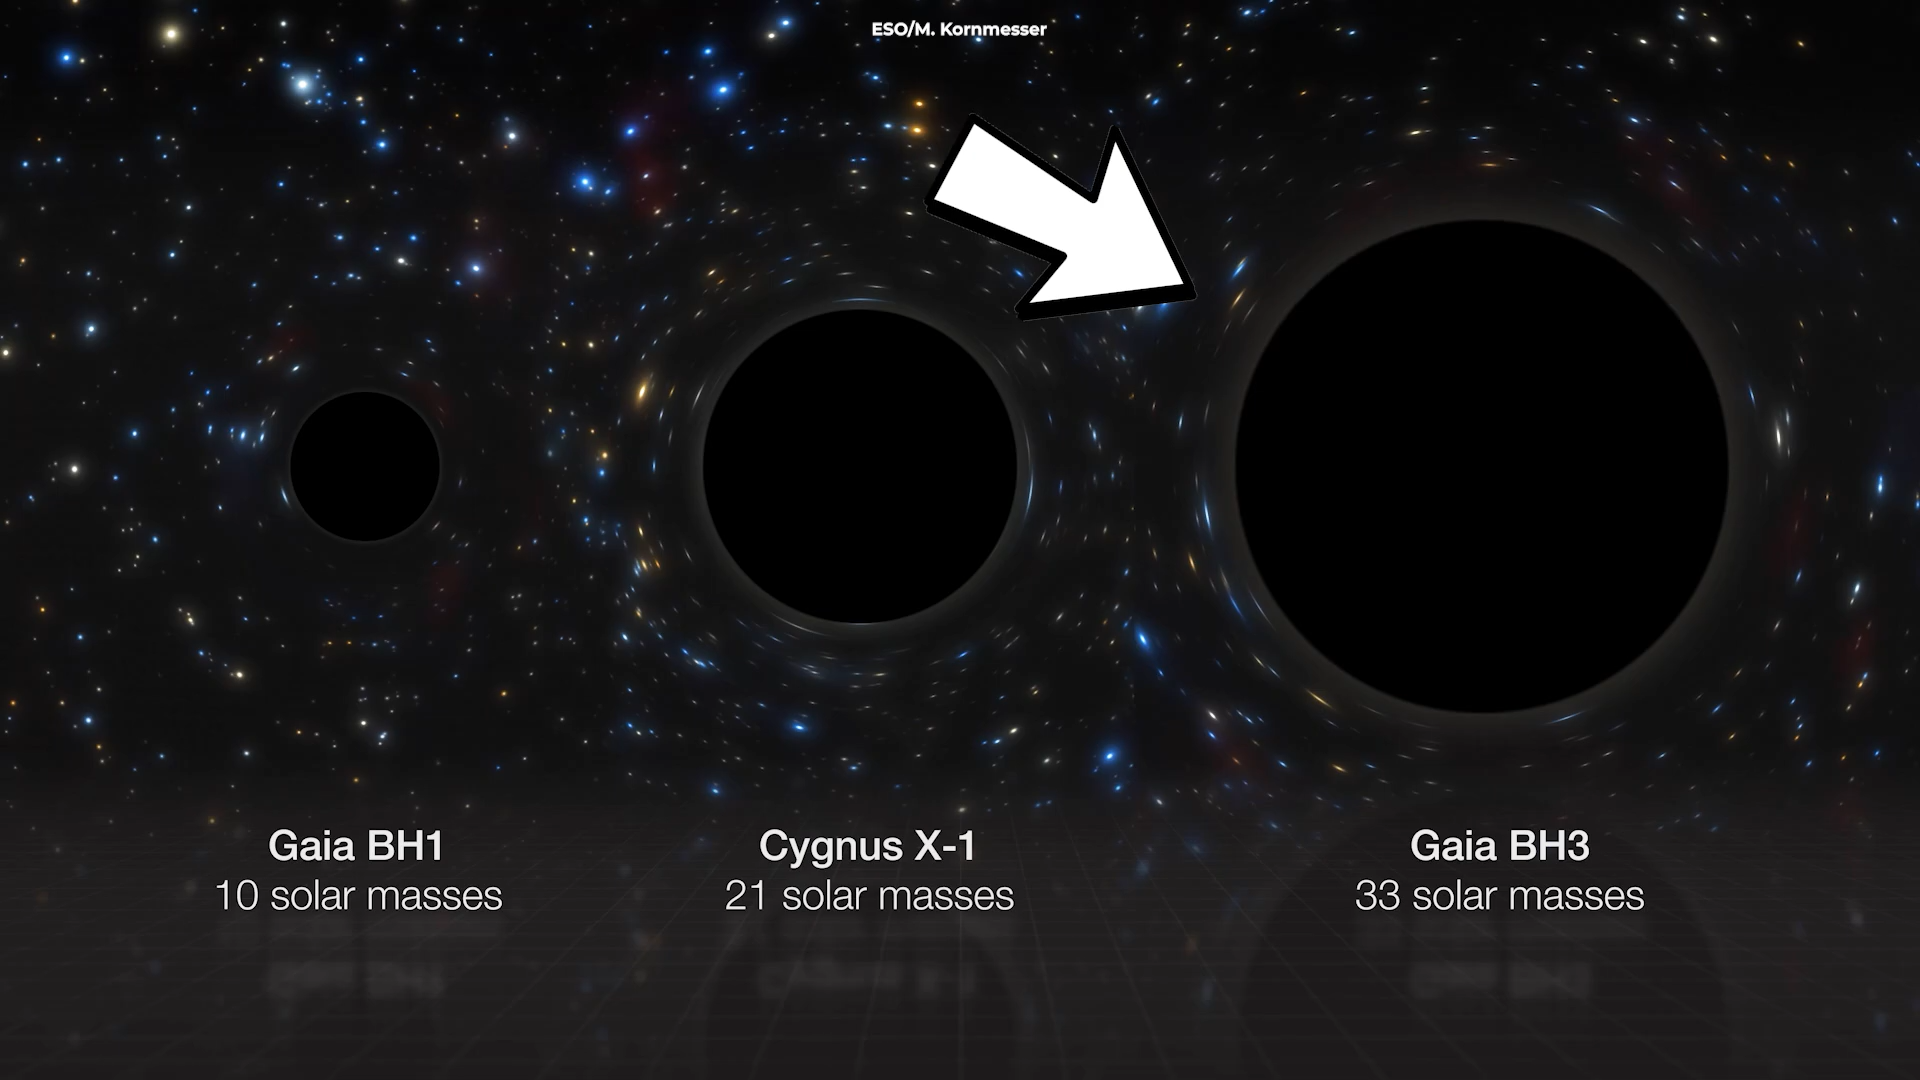 ESO/M. Kornmesser
Gaia BH1
10 solar masses
Cygnus X-1
21 solar masses
Gaia BH3
33 solar masses